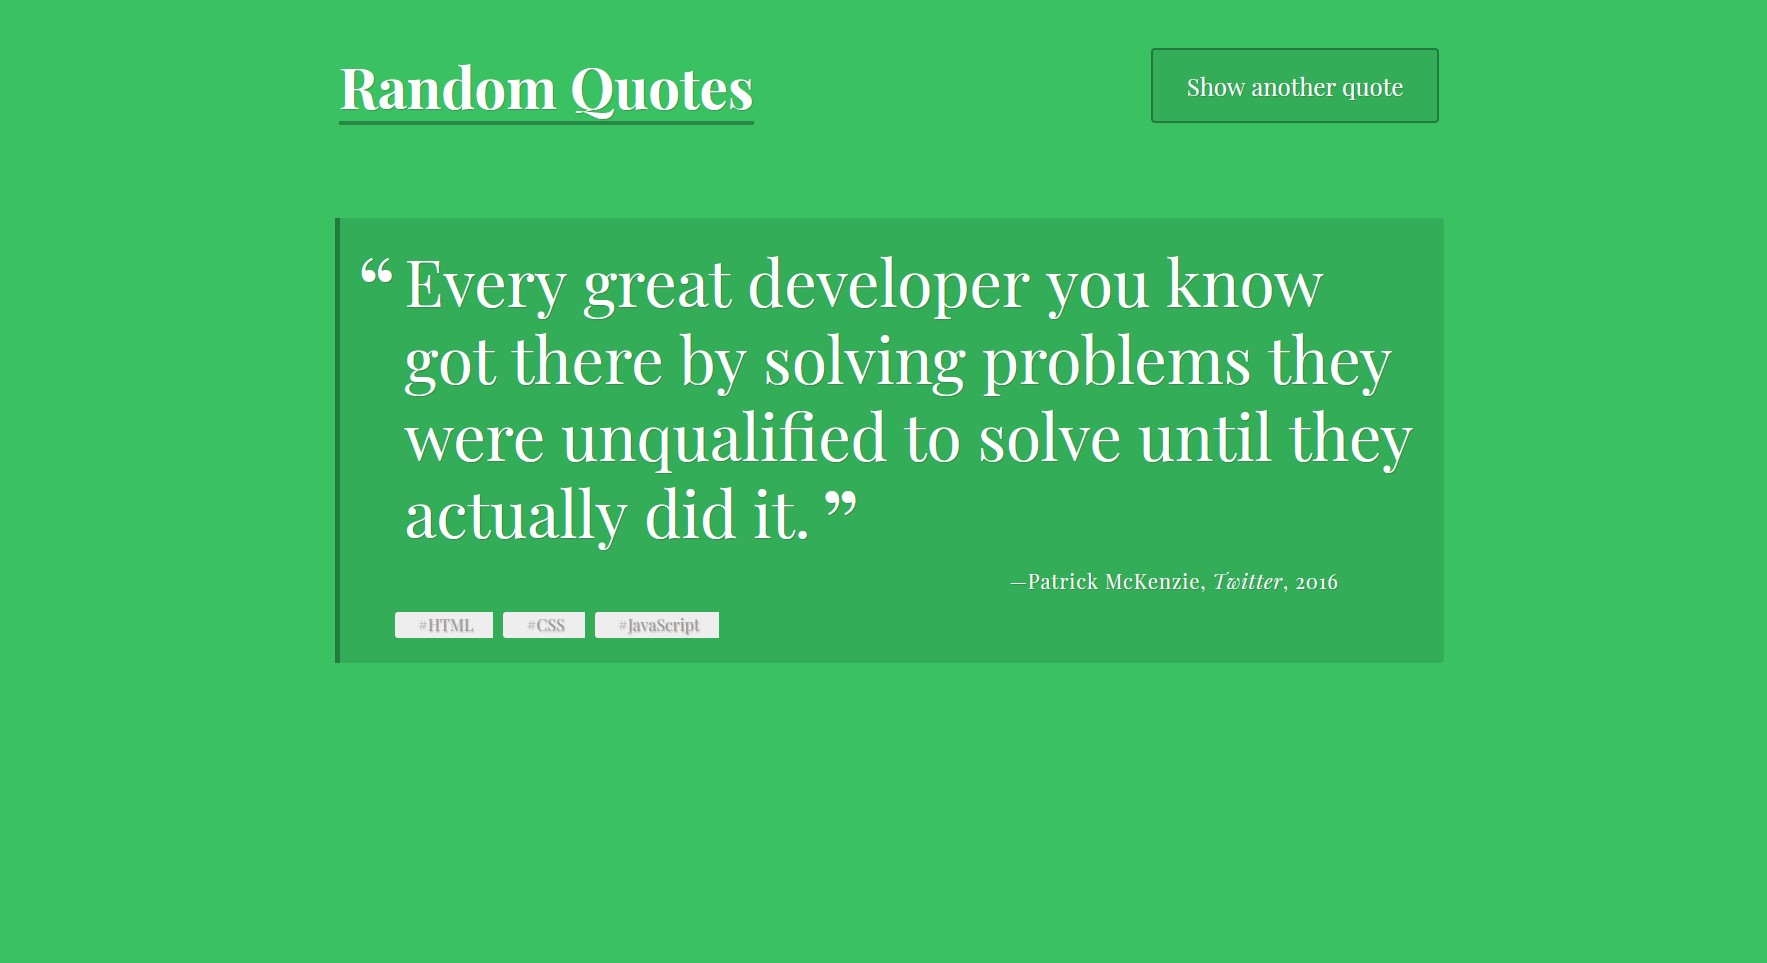 Random Quotes
Show another quote
“ Every great developer you know
got there by solving problems they
were unqualified to solve until they
actually did it. ”
—Patrick McKenzie, Twitter, 2016
#HTML #CSS #JavaScript